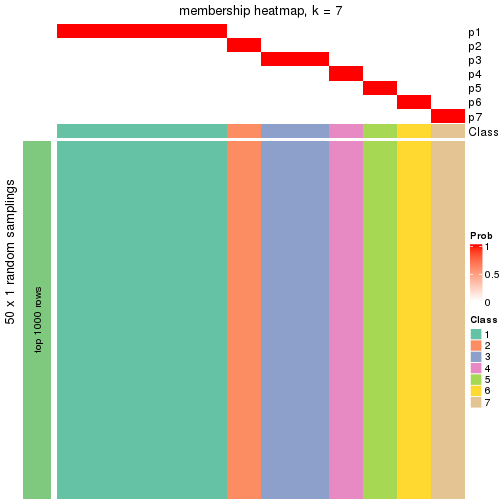 membership heatmap, k = 7
p1
p2
p3
p4
p5
p6
p7
Class
50 x 1 random samplings
top 1000 rows
Prob
1
0.5
0
Class
1
2
3
4
5
6
7